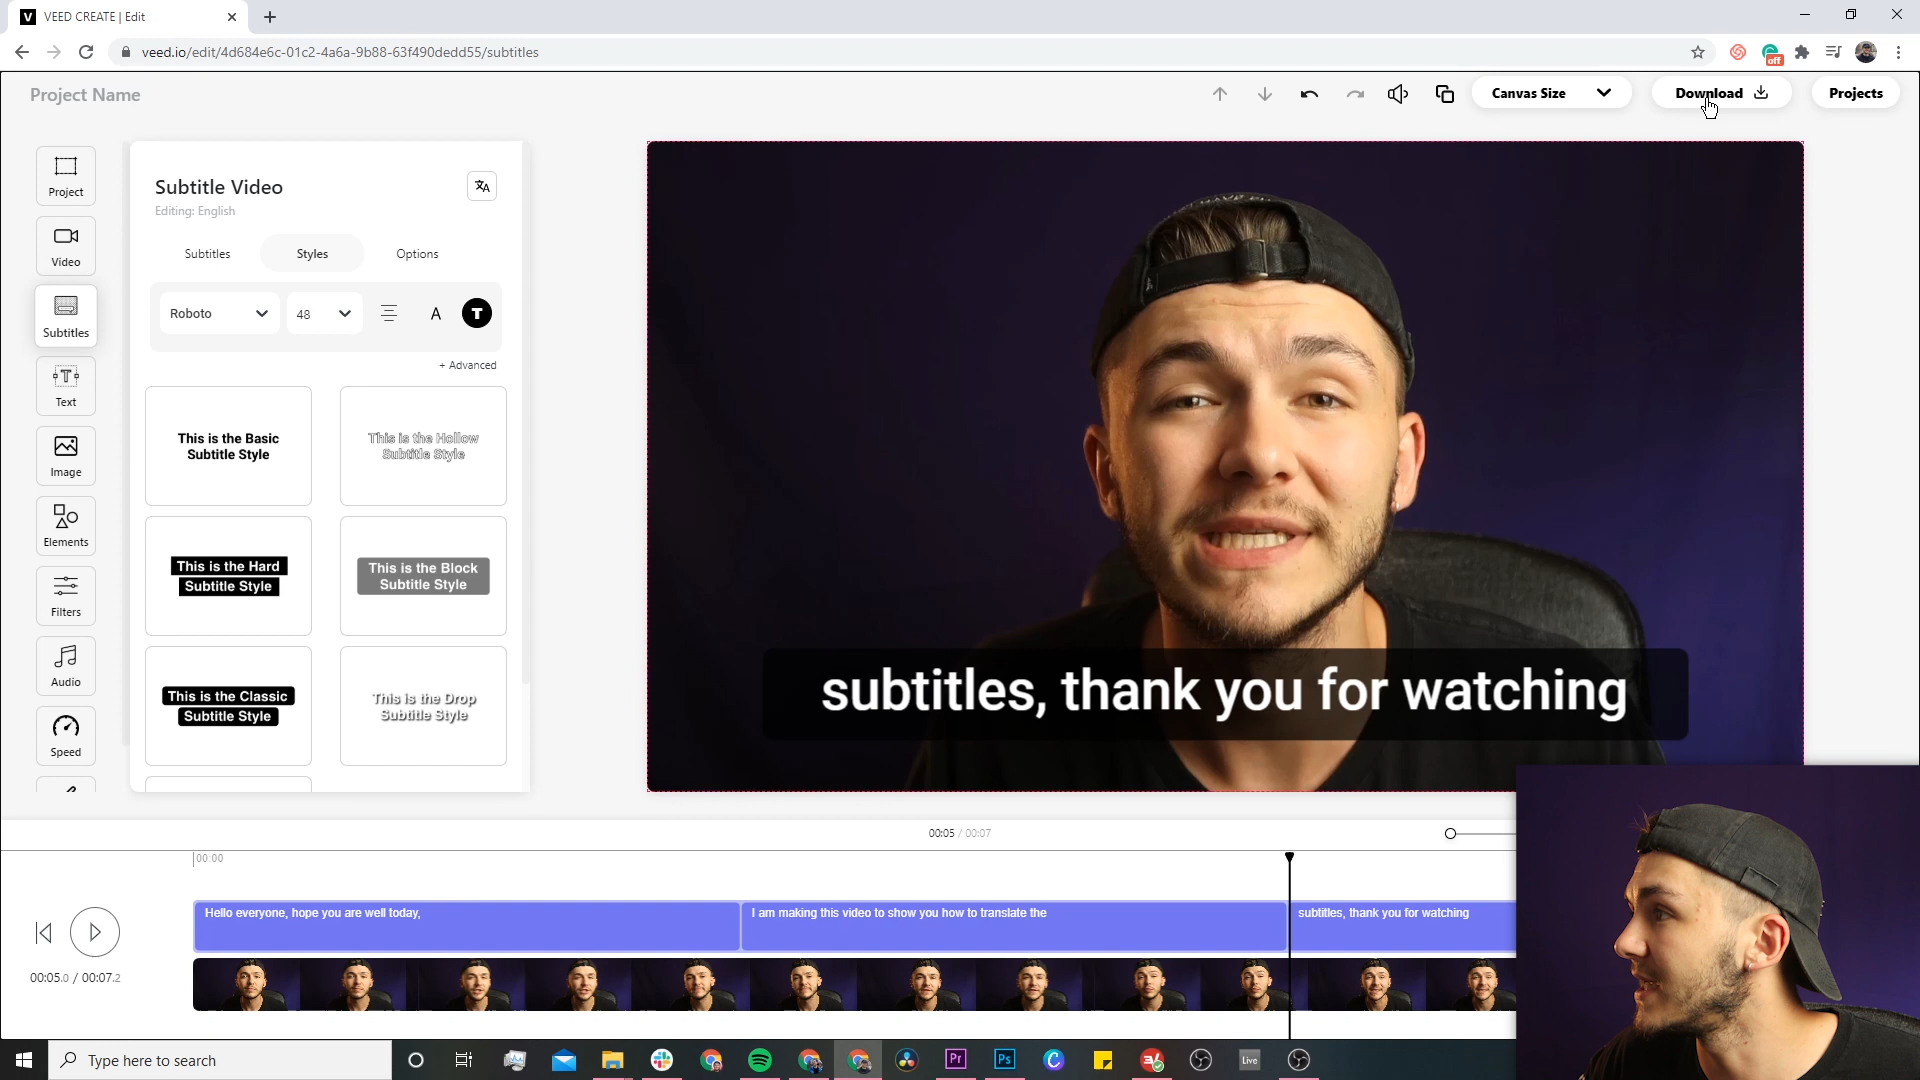 VEED CREATE | Edit
veed.io/edit/4d684e6c-01c2-4a6a-9b88-63f490dedd55/subtitles
off
Project Name
Canvas Size
Download
Projects
Project
Video
Subtitles
Text
Image
Elements
Filters
Audio
Speed
Subtitle Video
Editing: English
Subtitles
Styles
Options
Roboto
48
A
T
+ Advanced
This is the Basic
Subtitle Style
This is the Hollow
Subtitle Style
This is the Hard
Subtitle Style
This is the Block
Subtitle Style
This is the Classic
Subtitle Style
This is the Drop
Subtitle Style
subtitles, thank you for watching
00:05 / 00:07
00:00
Hello everyone, hope you are well today,
I am making this video to show you how to translate the
subtitles, thank you for watching
00:05.0 / 00:07.2
Type here to search
Pr
Ps
Live